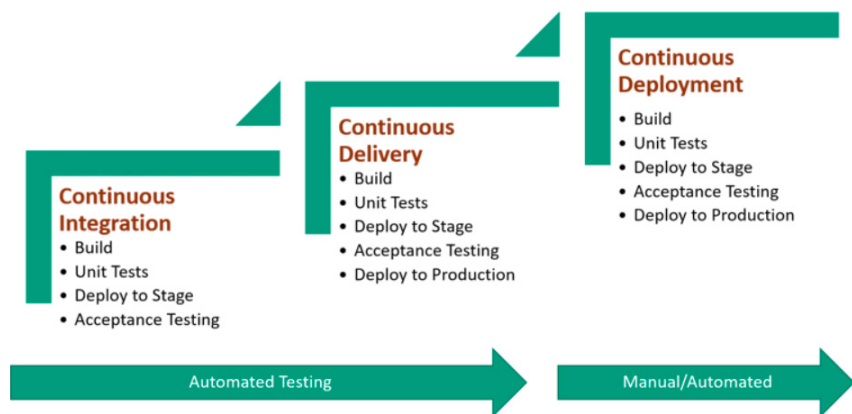 Continuous
Integration
• Build
• Unit Tests
• Deploy to Stage
• Acceptance Testing
Continuous
Delivery
• Build
• Unit Tests
• Deploy to Stage
• Acceptance Testing
• Deploy to Production
Continuous
Deployment
• Build
• Unit Tests
• Deploy to Stage
• Acceptance Testing
• Deploy to Production
Automated Testing
Manual/Automated